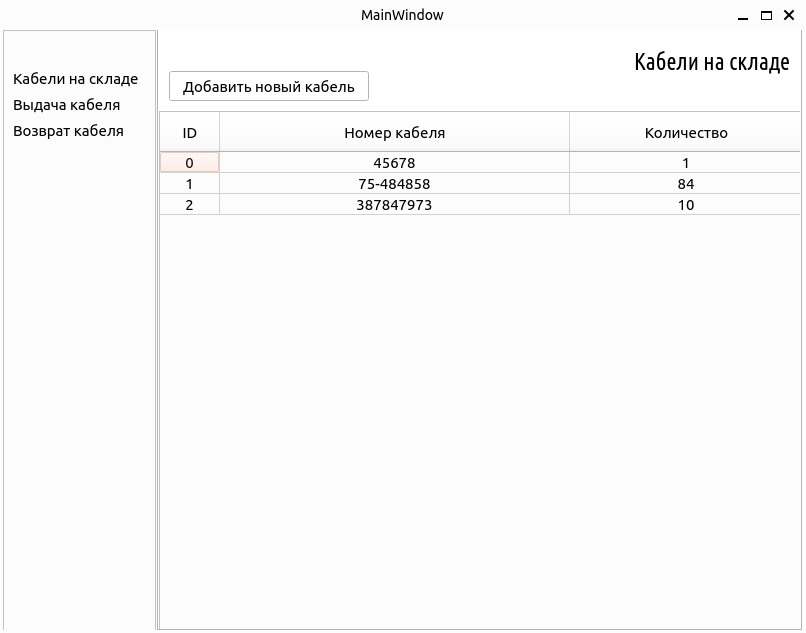 MainWindow
Кабели на складе
Выдача кабеля
Возврат кабеля
Кабели на складе
Добавить новый кабель
ID Номер кабеля Количество
0 45678 1
1 75-484858 84
2 387847973 10